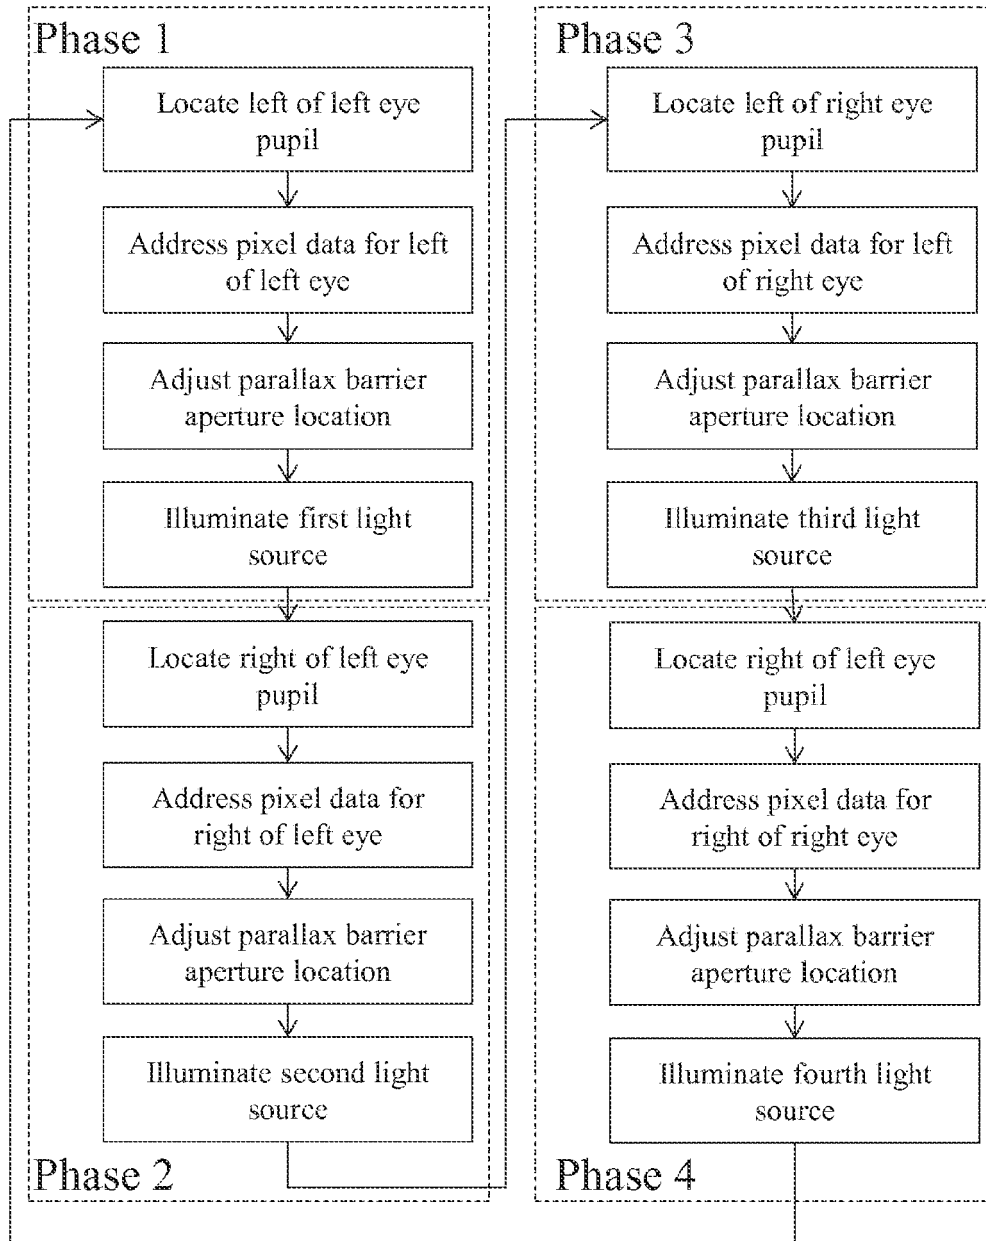 Phase 1
Locate left of left eye
pupil
Address pixel data for left
of left eye
Adjust parallax barrier
aperture location
Illuminate first light
source
Locate right of left eye
pupil
Address pixel data for
right of left eye
Adjust parallax barrier
aperture location
Illuminate second light
source
Phase 2
Phase 3
Locate left of right eye
pupil
Address pixel data for left
of right eye
Adjust parallax barrier
aperture location
Illuminate third light
source
Locate right of left eye
pupil
Address pixel data for
right of right eye
Adjust parallax barrier
aperture location
Illuminate fourth light
source
Phase 4